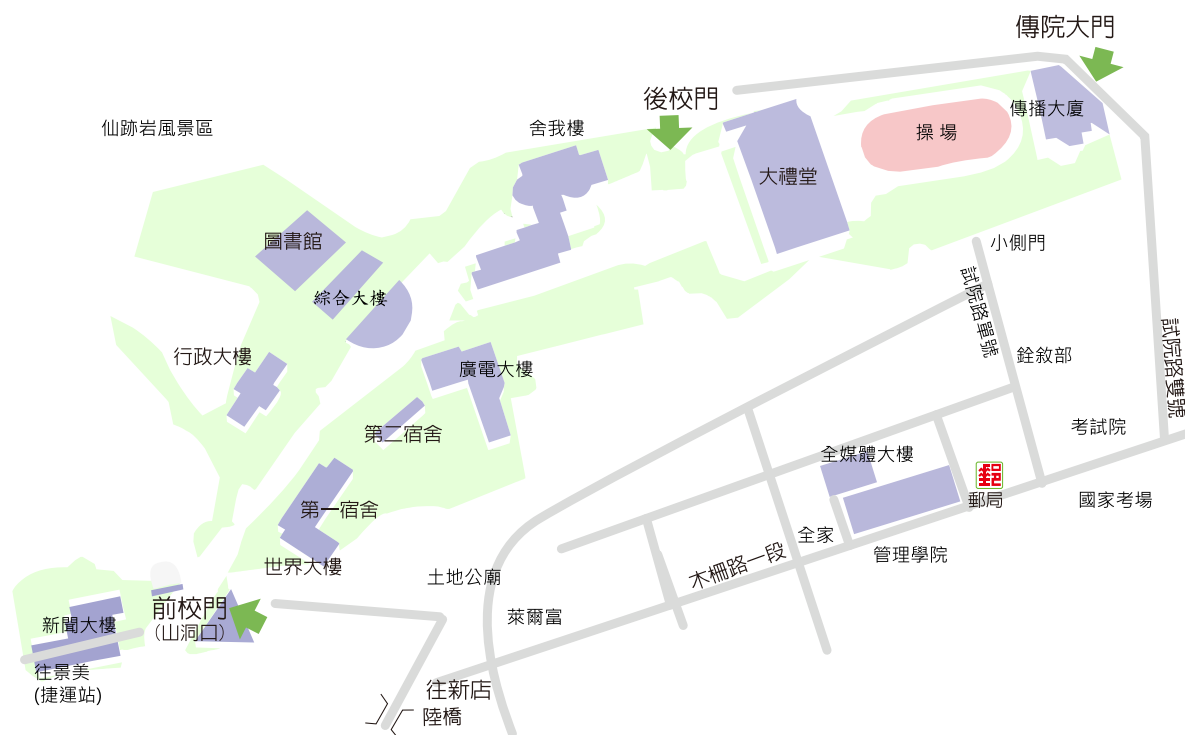 傳院大門
後校門
傳播大廈
仙跡岩風景區
舍我樓
操場
大禮堂
圖書館
小側門
綜合大樓
試院路單號
行政大樓
銓敘部
廣電大樓
試院路雙號
第二宿舍
考試院
全媒體大樓
郵
郵局
國家考場
第一宿舍
全家
管理學院
木柵路一段
世界大樓
土地公廟
前校門
(山洞口)
萊爾富
新聞大樓
往景美
(捷運站)
往新店
陸橋